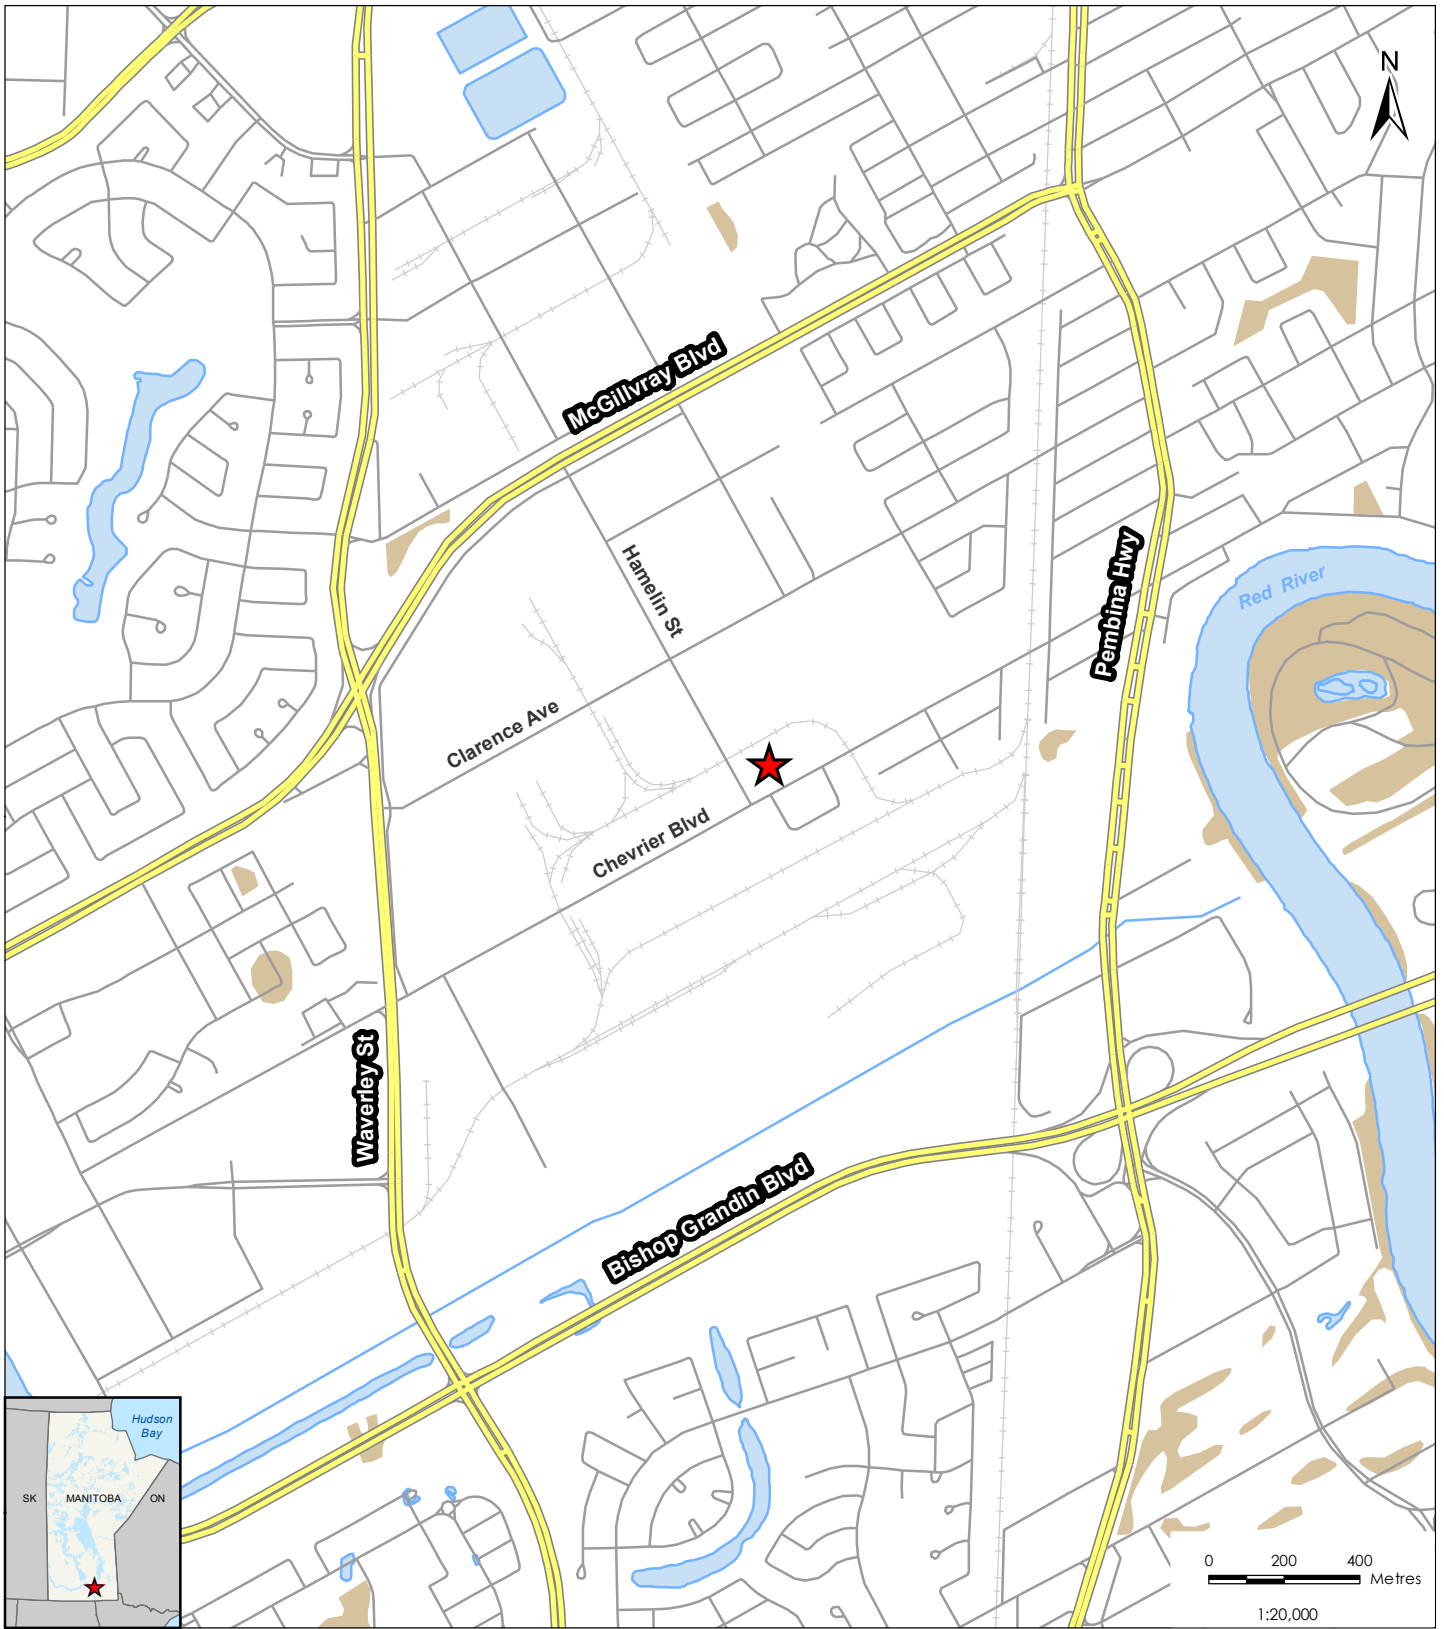 N
McGillvray Blvd
Hamelin St
Pembina Hwy
Red River
Clarence Ave
Chevrier Blvd
Waverley St
Bishop Grandin Blvd
Hudson
Bay
SK
MANITOBA
ON
0 200 400
Metres
1:20,000